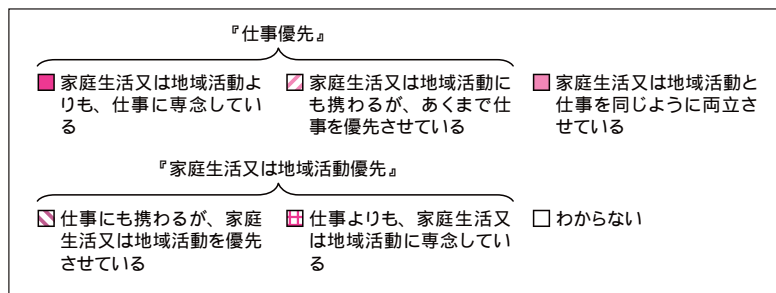 『仕事優先』
家庭生活又は地域活動よ
りも、仕事に専念してい
る
家庭生活又は地域活動に
も携わるが、あくまで仕
事を優先させている
家庭生活又は地域活動と
仕事を同じように両立さ
せている
『家庭生活又は地域活動優先』
仕事にも携わるが、家庭
生活又は地域活動を優先
させている
仕事よりも、家庭生活又
は地域活動に専念してい
る
わからない